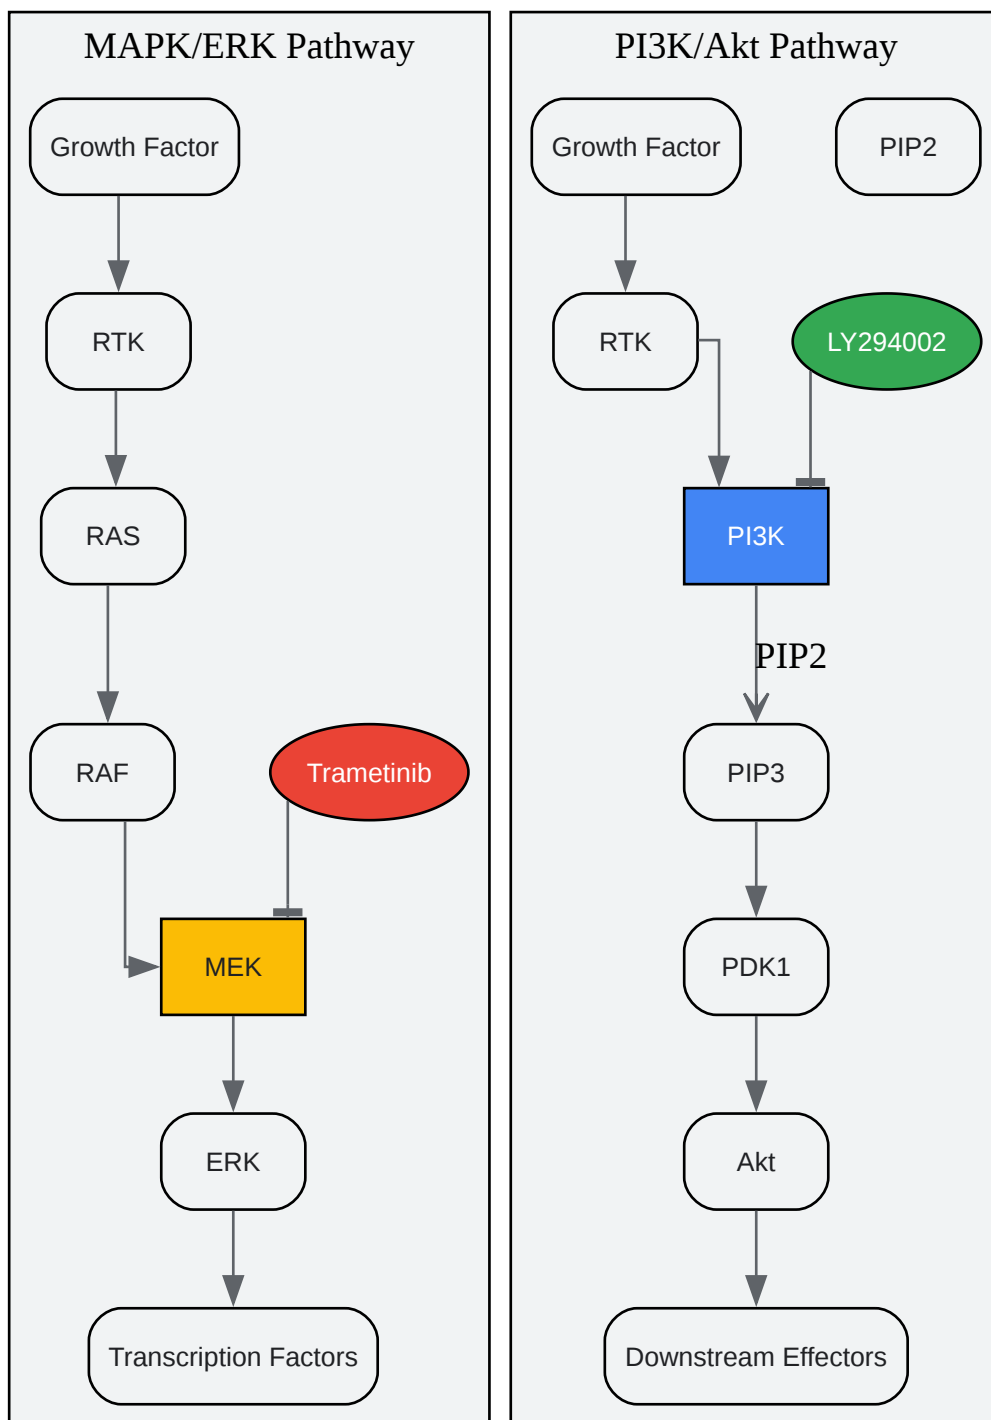 MAPK/ERK Pathway
Growth Factor
RTK
RAS
RAF
Trametinib
MEK
ERK
Transcription Factors
PI3K/Akt Pathway
Growth Factor
PIP2
RTK
LY294002
PI3K
PIP2
PIP3
PDK1
Akt
Downstream Effectors